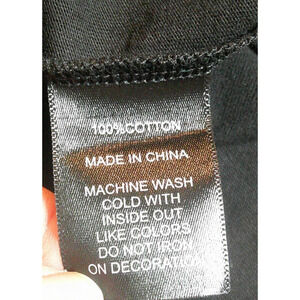 100%COTTON
MADE IN CHINA
MACHINE WASH
COLD WITH
INSIDE OUT
LIKE COLORS
DO NOT IRON
ON DECORATION